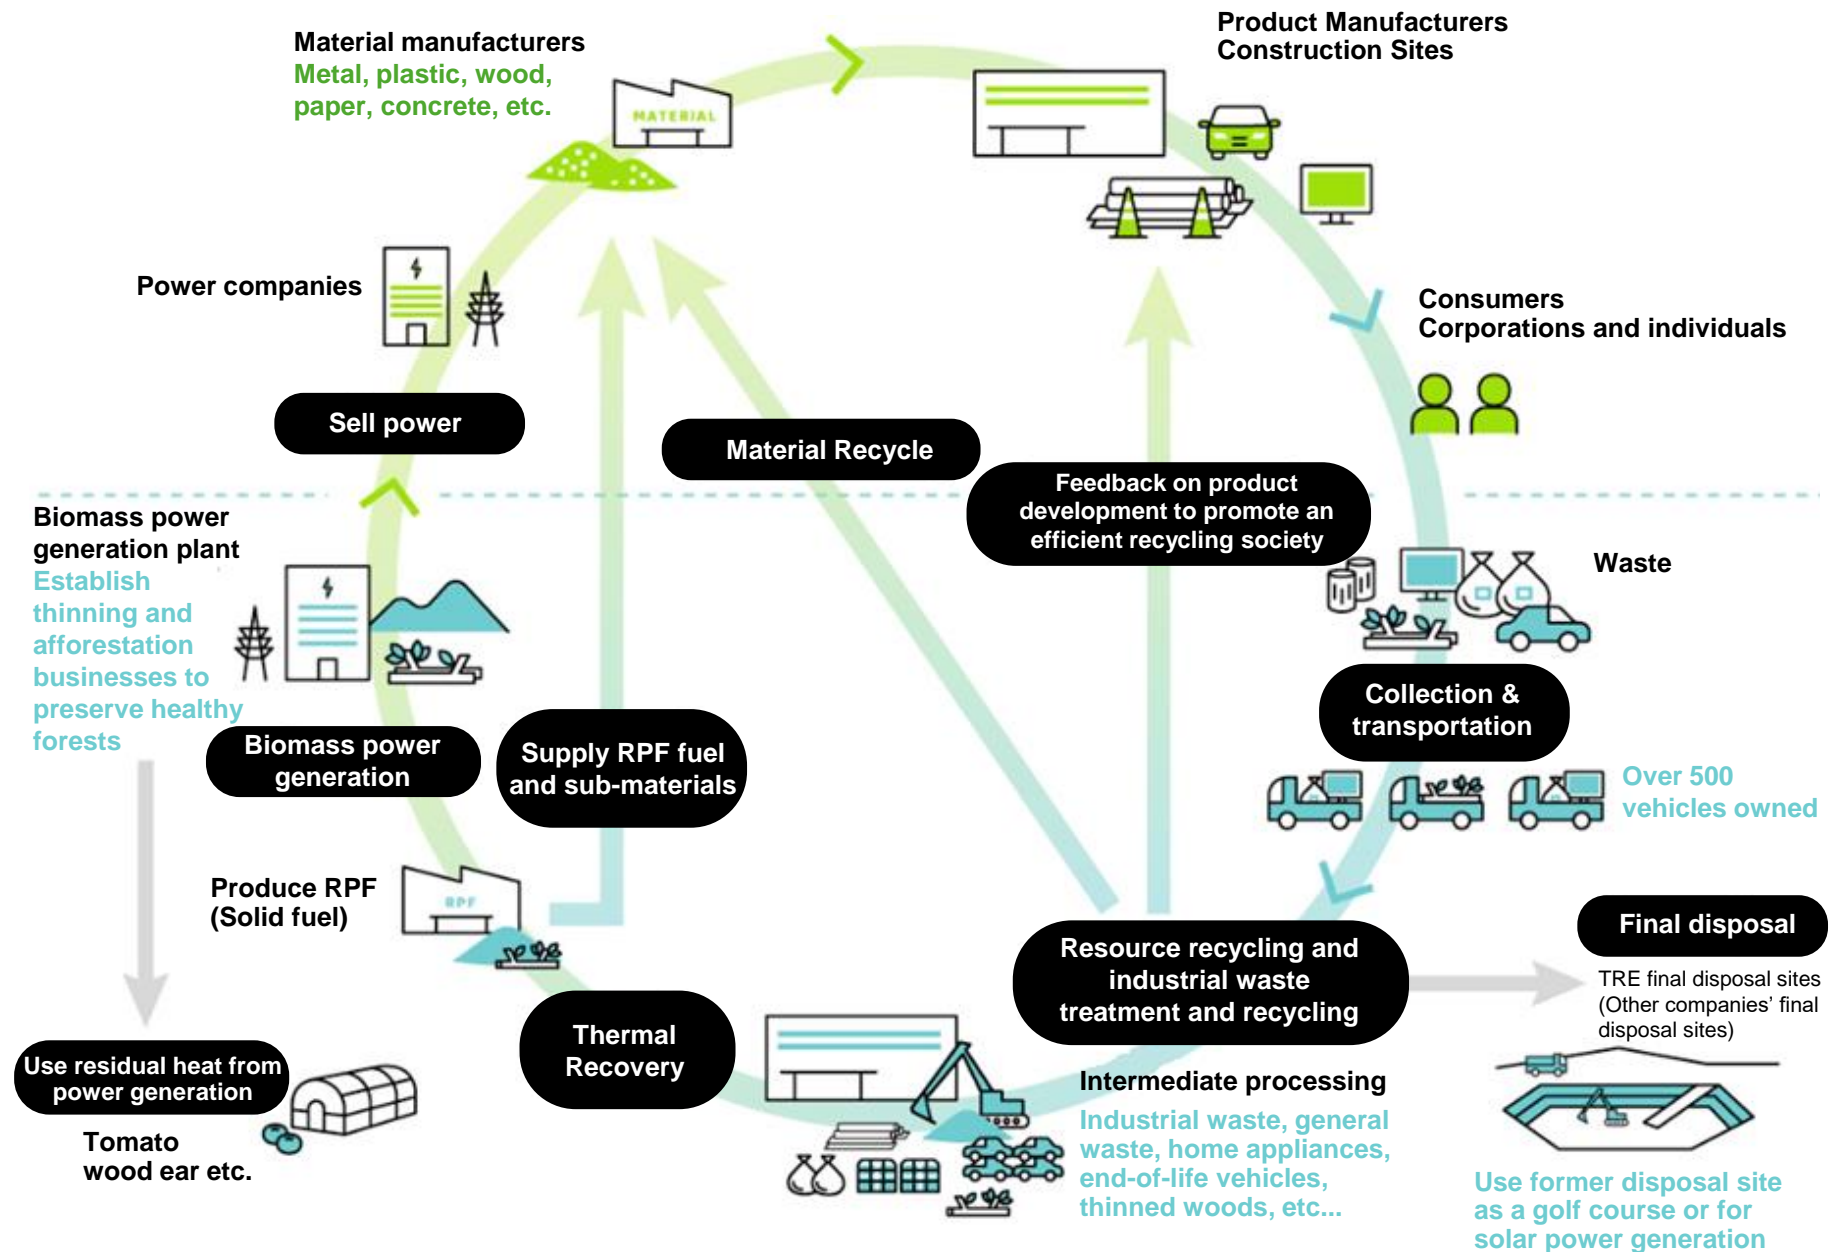 Product Manufacturers
Construction Sites
Material manufacturers
Metal, plastic, wood,
paper, concrete, etc.
MATERIAL
Power companies
Consumers
Corporations and individuals
Sell power
Material Recycle
Feedback on product
development to promote an
efficient recycling society
Biomass power
generation plant
Establish
thinning and
afforestation
businesses to
preserve healthy
forests
Waste
Collection &
transportation
Biomass power
generation
Supply RPF fuel
and sub-materials
Over 500
vehicles owned
Produce RPF
(Solid fuel)
RPF
Resource recycling and
industrial waste
treatment and recycling
Final disposal
TRE final disposal sites
(Other companies’ final
disposal sites)
Thermal
Recovery
Use residual heat from
power generation
Tomato
wood ear etc.
Intermediate processing
Industrial waste, general
waste, home appliances,
end-of-life vehicles,
thinned woods, etc...
Use former disposal site
as a golf course or for
solar power generation